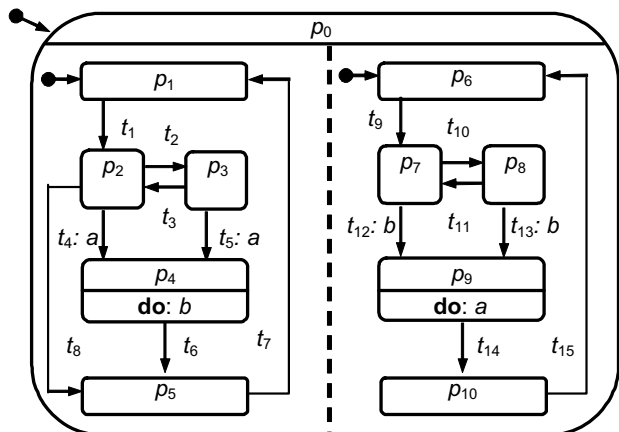 p0
p1
p6
t1
t2
t9
t10
p2
p3
p7
p8
t3
t11
t4: a
t5: a
t12: b
t13: b
p4
p9
do: b
do: a
t8
t6
t7
t14
t15
p5
p10